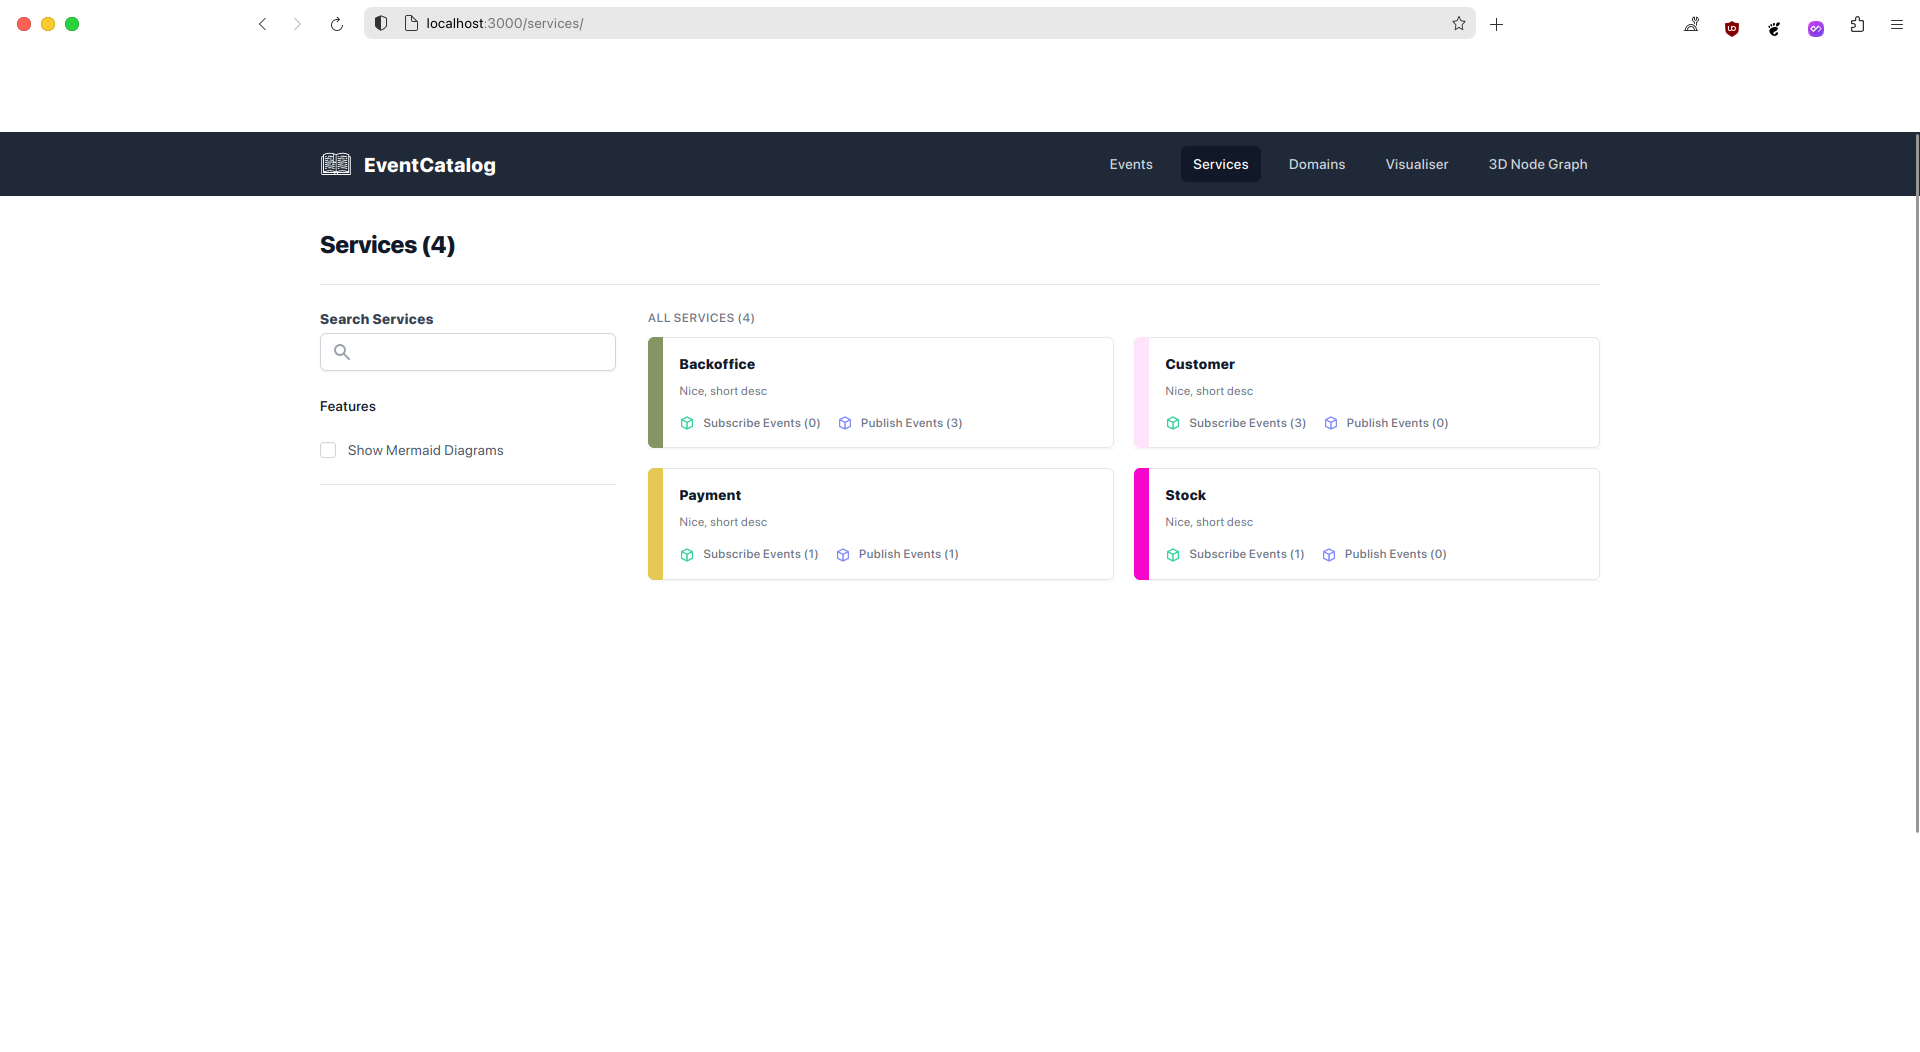 localhost:3000/services/
EventCatalog
Events
Services
Domains
Visualiser
3D Node Graph
Services (4)
Search Services
Features
Show Mermaid Diagrams
ALL SERVICES (4)
Backoffice
Nice, short desc
Subscribe Events (0)
Publish Events (3)
Customer
Nice, short desc
Subscribe Events (3)
Publish Events (0)
Payment
Nice, short desc
Subscribe Events (1)
Publish Events (1)
Stock
Nice, short desc
Subscribe Events (1)
Publish Events (0)